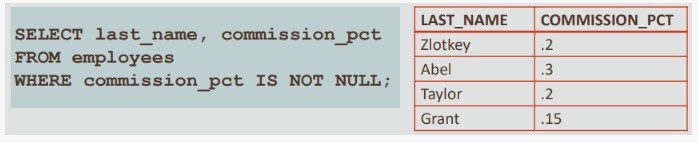 SELECT last_name, commission_pct
FROM employees
WHERE commission_pct IS NOT NULL;
LAST_NAME COMMISSION_PCT
Zlotkey .2
Abel .3
Taylor .2
Grant .15